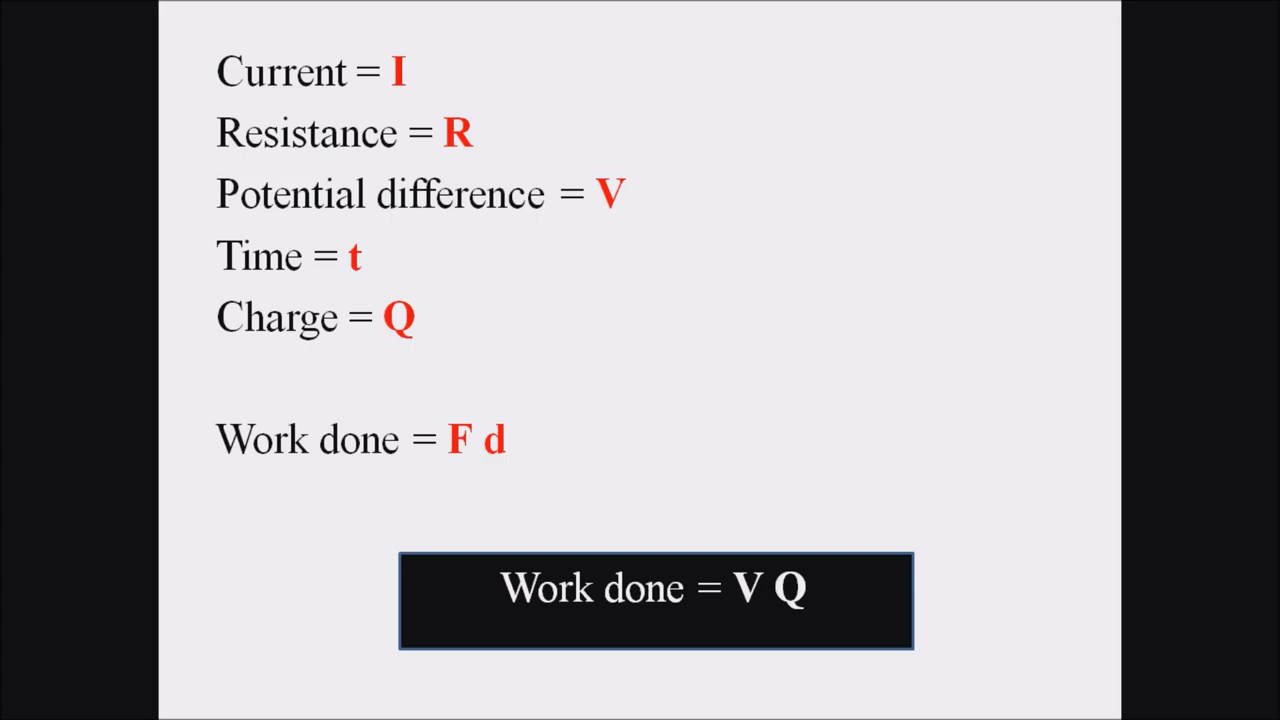 Current = I
Resistance = R
Potential difference = V
Time = t
Charge = Q
Work done = F d
Work done = V Q